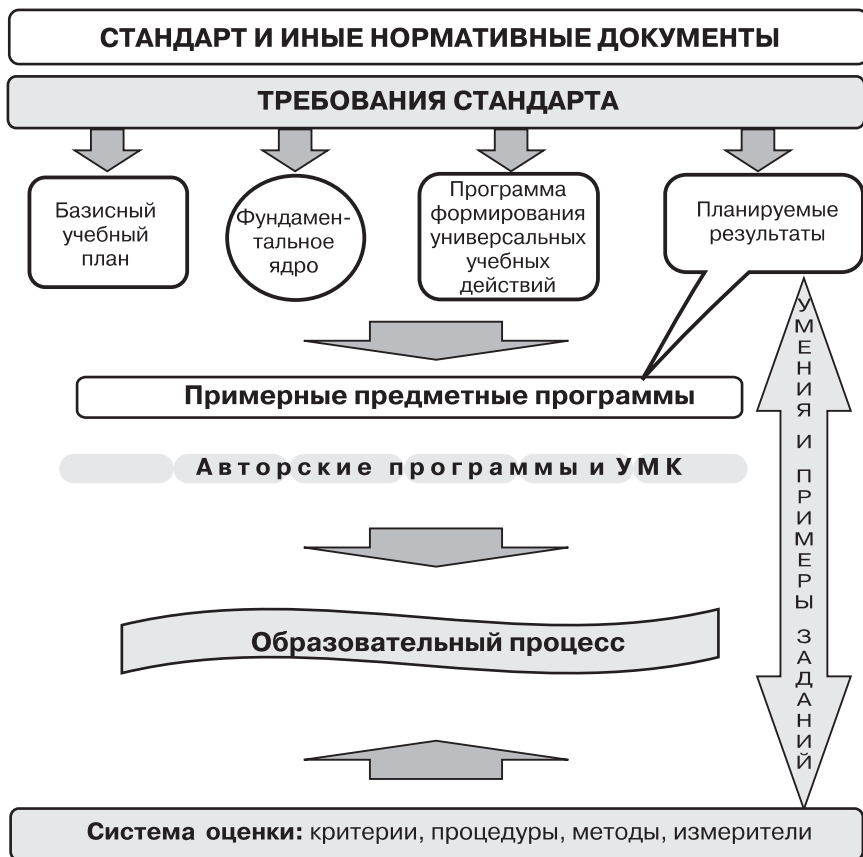 СТАНДАРТ И ИНЫЕ НОРМАТИВНЫЕ ДОКУМЕНТЫ
ТРЕБОВАНИЯ СТАНДАРТА
Базисный
учебный
план
Фундамен-
тальное
ядро
Программа
формирования
универсальных
учебных
действий
Планируемые
результаты
Примерные предметные программы
Авторские программы и УМК
Образовательный процесс
УМЕНИЯ И ПРИМЕРЫ ЗАДАНИЙ
Система оценки: критерии, процедуры, методы, измерители